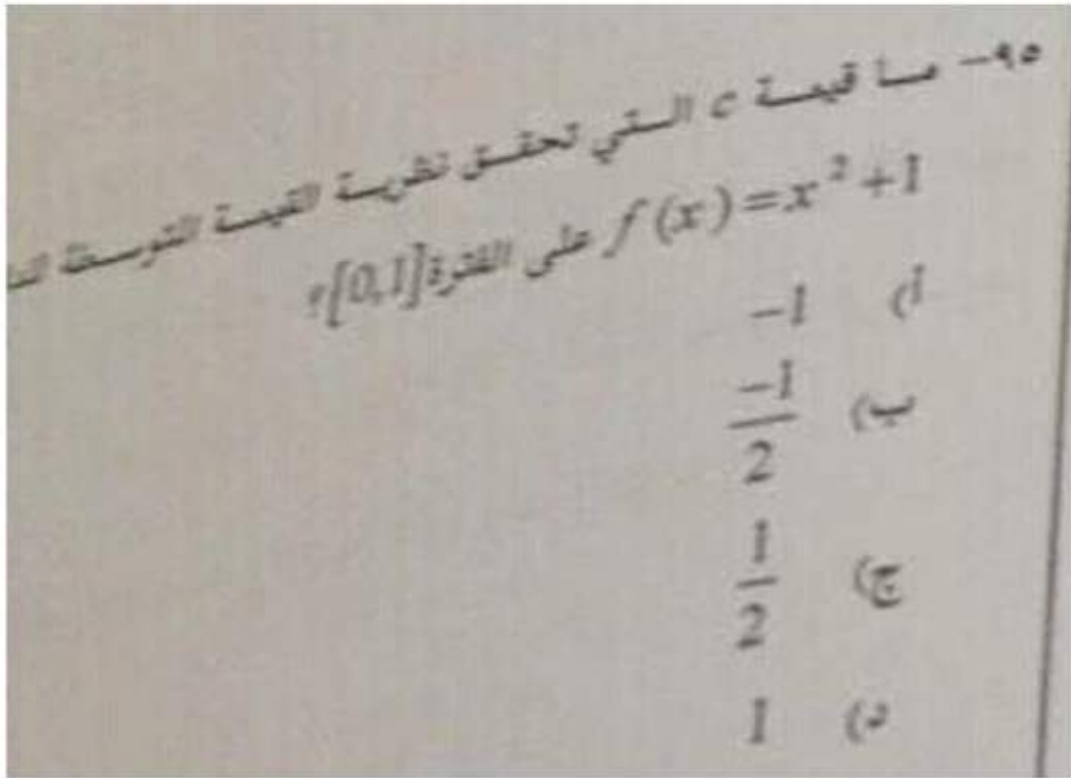 ٩٥- ما قيمة c التي تحقق نظرية القيمة المتوسطة
f(x)=x²+1 على الفترة [0,1]؟
أ) -1
ب) -1/2
ج) 1/2
د) 1